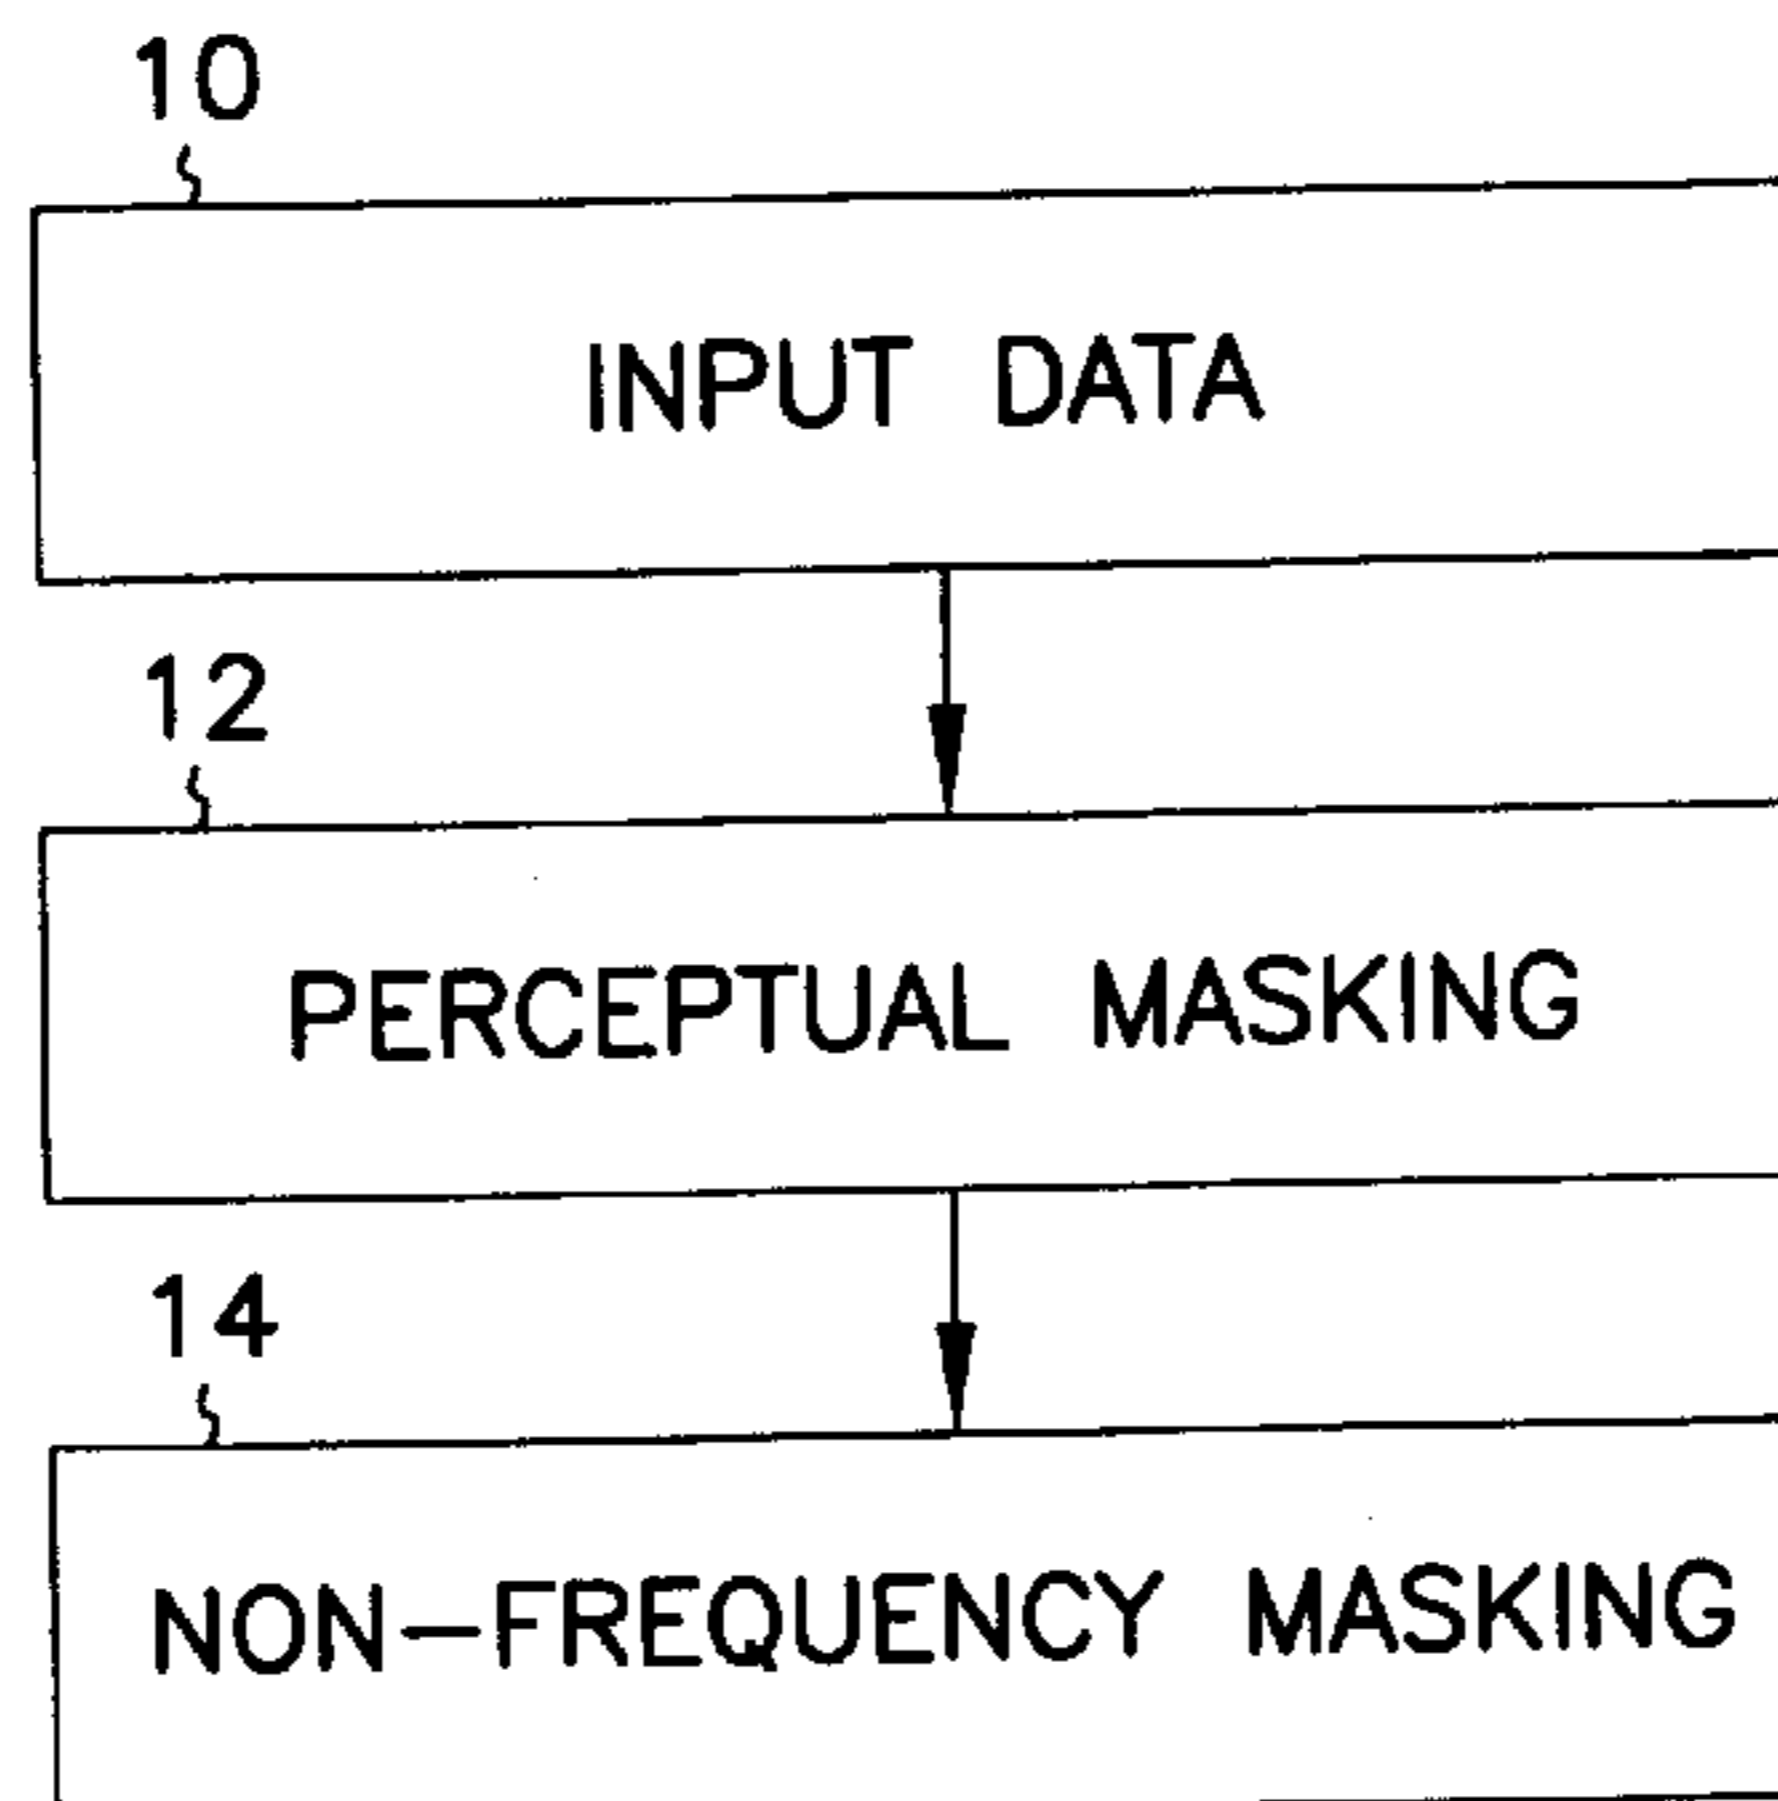 10
INPUT DATA
12
PERCEPTUAL MASKING
14
NON-FREQUENCY MASKING